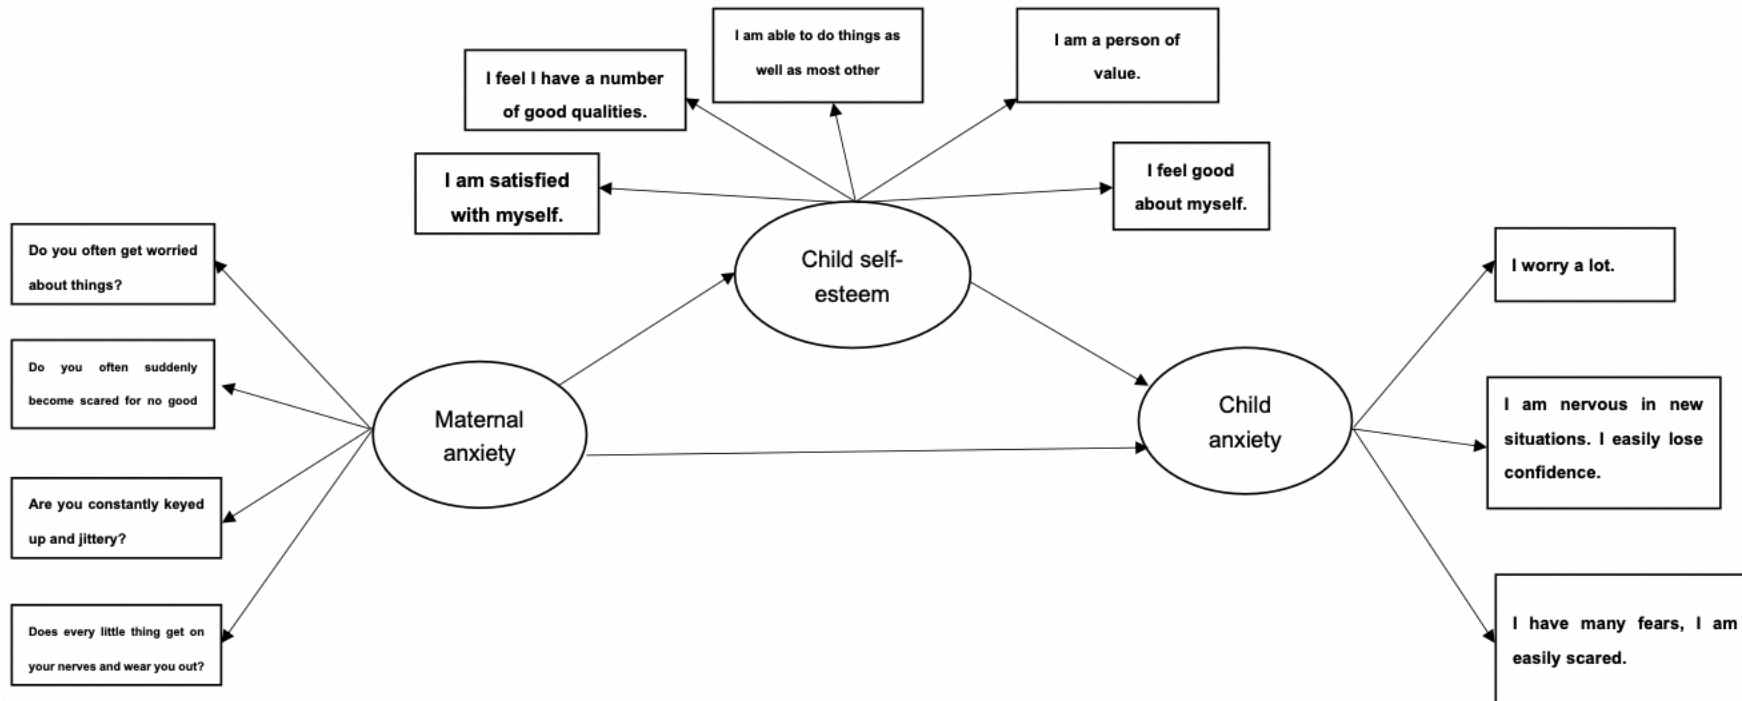 I am able to do things as
well as most other
I am a person of
value.
I feel I have a number
of good qualities.
I am satisfied
with myself.
I feel good
about myself.
Do you often get worried
about things?
Do you often suddenly
become scared for no good
Are you constantly keyed
up and jittery?
Does every little thing get on
your nerves and wear you out?
Child self-
esteem
Maternal
anxiety
Child
anxiety
I worry a lot.
I am nervous in new
situations. I easily lose
confidence.
I have many fears, I am
easily scared.